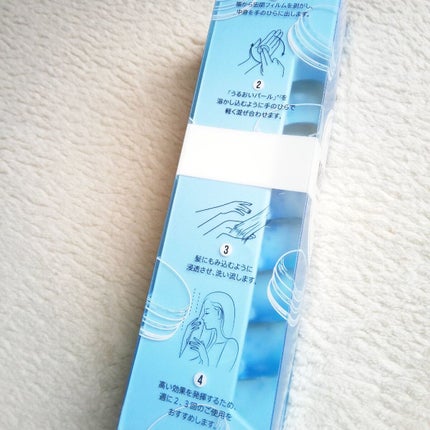 端から密閉フィルムを剥がし、
中液を手のひらに出します。
2
「うるおいパール」*を
溶かし込むように手のひらで
軽く混ぜ合わせます。
3
髪にもみ込むように
浸透させ、洗い流します。
4
高い効果を発揮するため、
週に2、3回のご使用を
おすすめします。